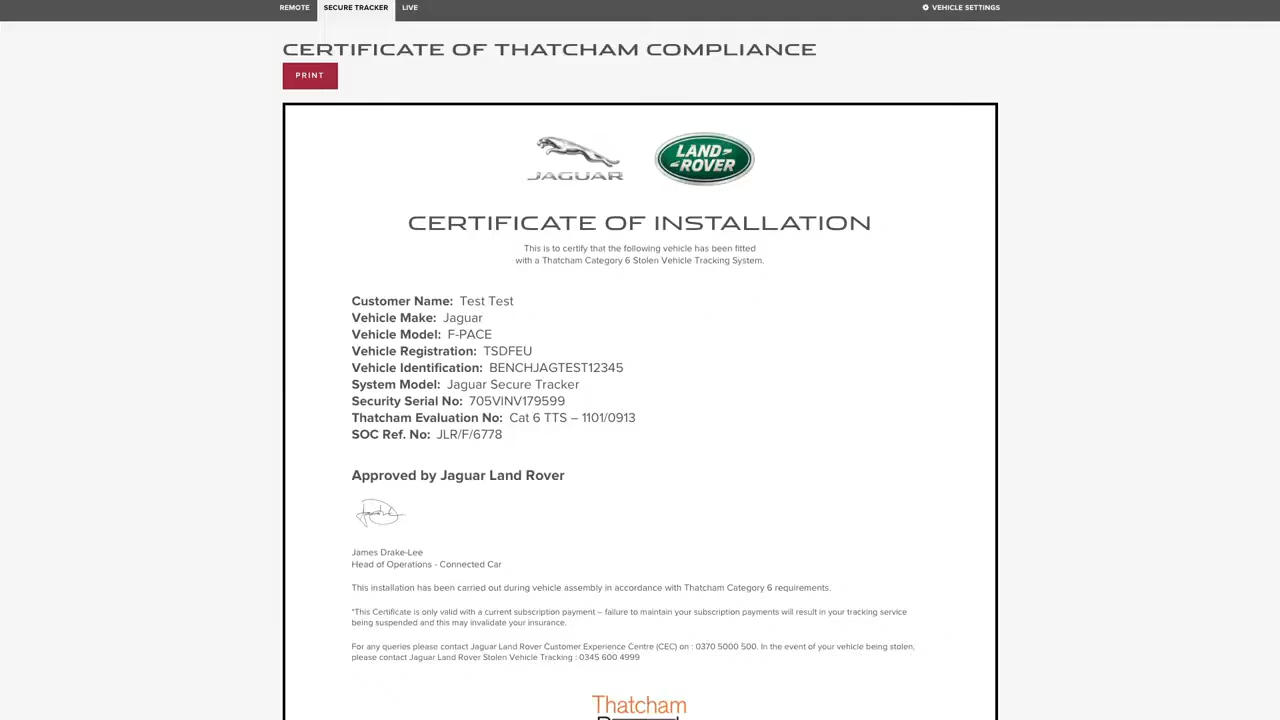 REMOTE SECURE TRACKER LIVE VEHICLE SETTINGS
CERTIFICATE OF THATCHAM COMPLIANCE
PRINT
JAGUAR LAND-
-ROVER
CERTIFICATE OF INSTALLATION
This is to certify that the following vehicle has been fitted
with a Thatcham Category 6 Stolen Vehicle Tracking System.
Customer Name: Test Test
Vehicle Make: Jaguar
Vehicle Model: F-PACE
Vehicle Registration: TSDFEU
Vehicle Identification: BENCHJAGTEST12345
System Model: Jaguar Secure Tracker
Security Serial No: 705VINV179599
Thatcham Evaluation No: Cat 6 TTS – 1101/0913
SOC Ref. No: JLR/F/6778
Approved by Jaguar Land Rover
James Drake-Lee
Head of Operations - Connected Car
This installation has been carried out during vehicle assembly in accordance with Thatcham Category 6 requirements.
*This Certificate is only valid with a current subscription payment – failure to maintain your subscription payments will result in your tracking service
being suspended and this may invalidate your insurance.
For any queries please contact Jaguar Land Rover Customer Experience Centre (CEC) on : 0370 5000 500. In the event of your vehicle being stolen,
please contact Jaguar Land Rover Stolen Vehicle Tracking : 0345 600 4999
Thatcham